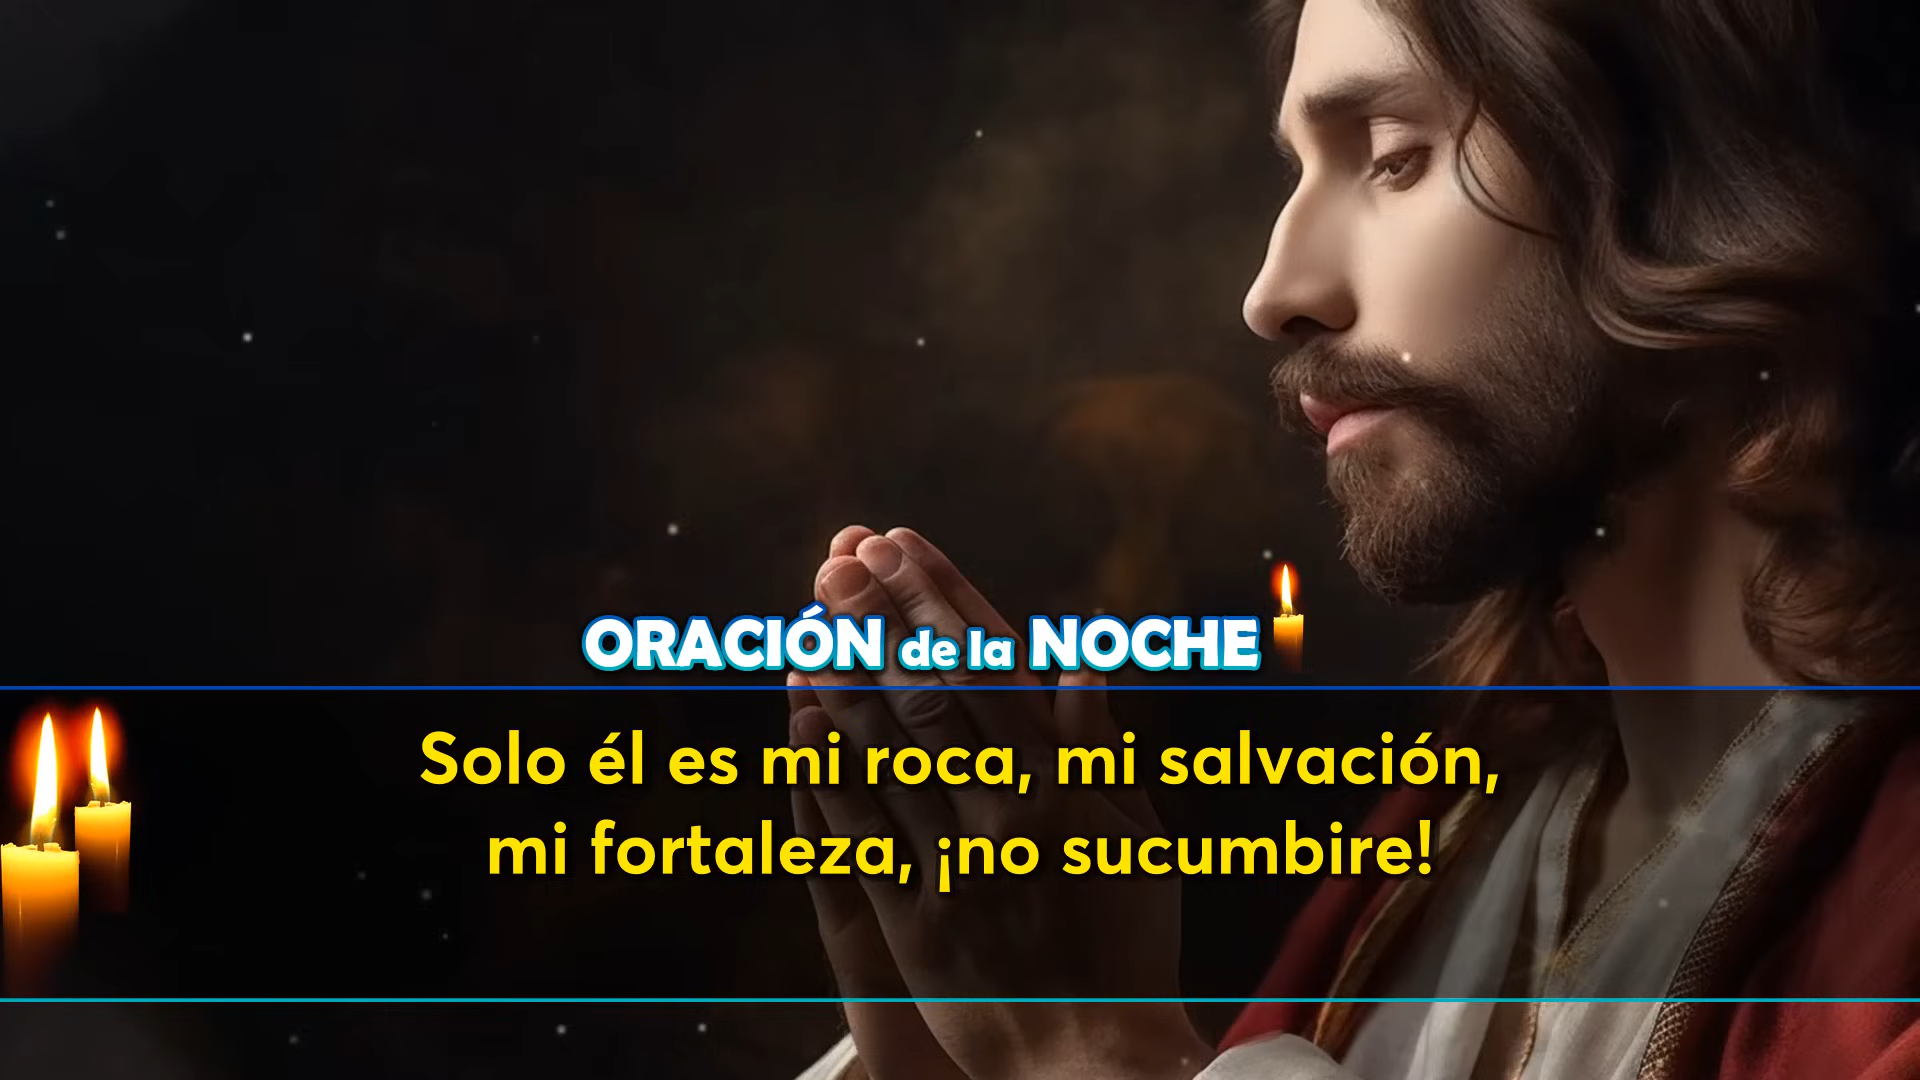 ORACIÓN de la NOCHE
Solo él es mi roca, mi salvación,
mi fortaleza, ¡no sucumbire!